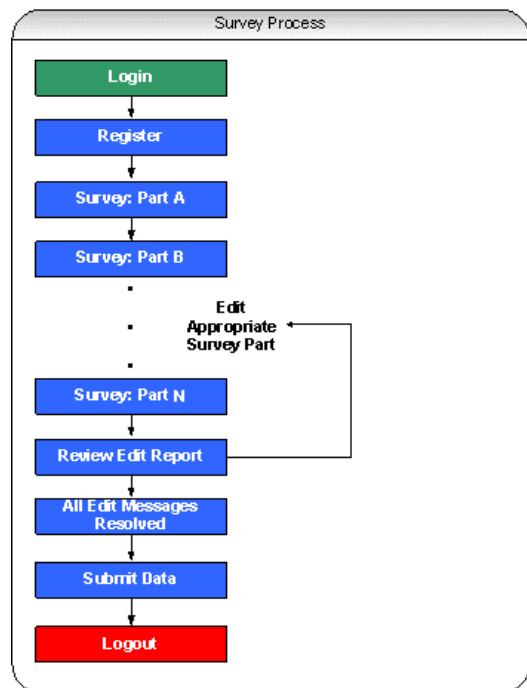 Survey Process
Login
Register
Survey: Part A
Survey: Part B
Edit
Appropriate
Survey Part
Survey: Part N
Review Edit Report
All Edit Messages
Resolved
Submit Data
Logout